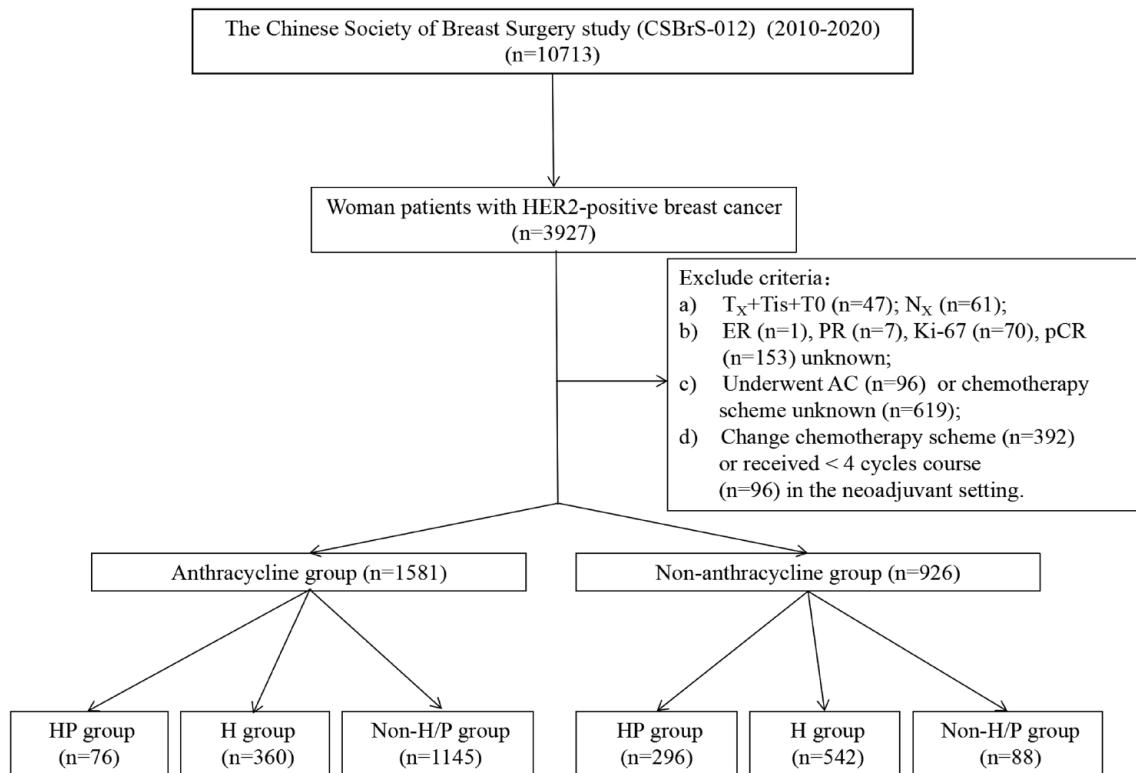 The Chinese Society of Breast Surgery study (CSBrS-012) (2010-2020)
(n=10713)
Woman patients with HER2-positive breast cancer
(n=3927)
Exclude criteria：
a) TX+Tis+T0 (n=47); NX (n=61);
b) ER (n=1), PR (n=7), Ki-67 (n=70), pCR
(n=153) unknown;
c) Underwent AC (n=96) or chemotherapy
scheme unknown (n=619);
d) Change chemotherapy scheme (n=392)
or received < 4 cycles course
(n=96) in the neoadjuvant setting.
Anthracycline group (n=1581)
Non-anthracycline group (n=926)
HP group
(n=76)
H group
(n=360)
Non-H/P group
(n=1145)
HP group
(n=296)
H group
(n=542)
Non-H/P group
(n=88)